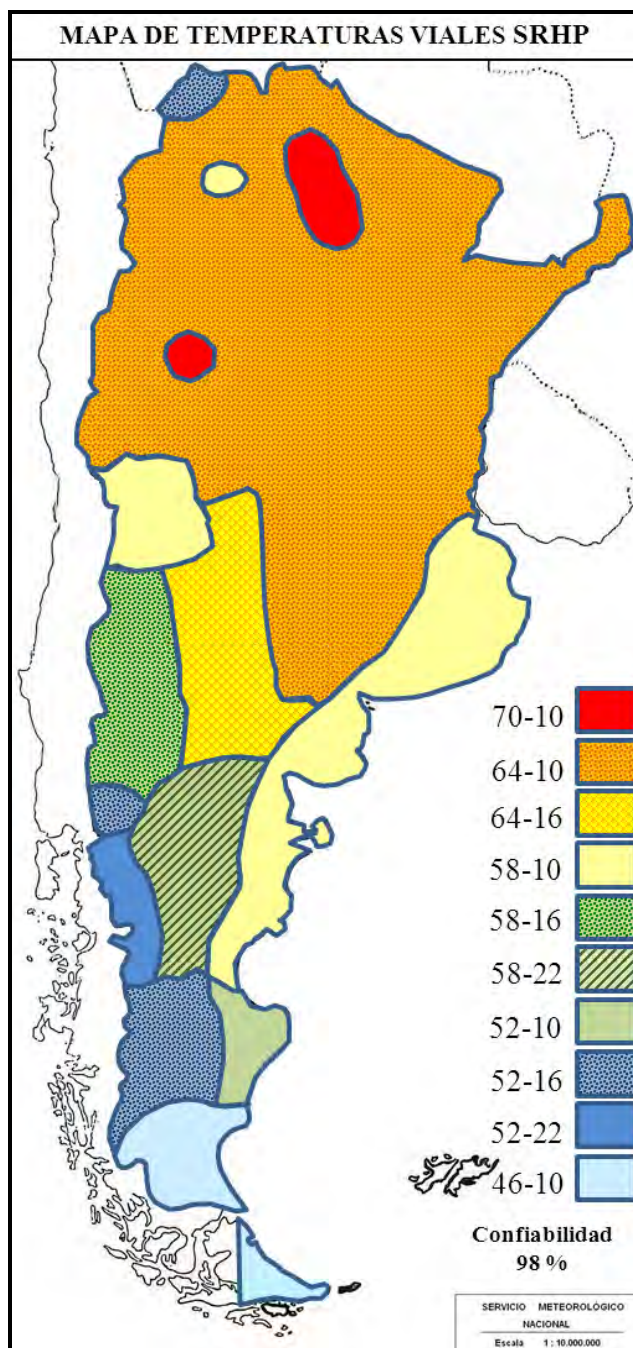 MAPA DE TEMPERATURAS VIALES SRHP
70-10
64-10
64-16
58-10
58-16
58-22
52-10
52-16
52-22
46-10
Confiabilidad
98 %
SERVICIO METEOROLÓGICO
NACIONAL
Escala 1 : 10.000.000